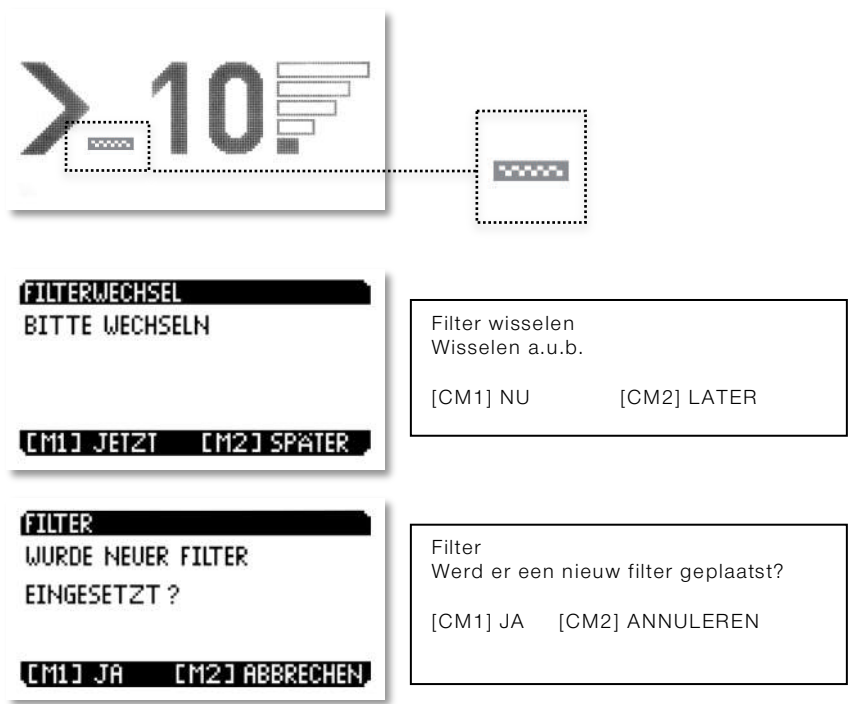 >_10
FILTERWECHSEL
BITTE WECHSELN
[M1] JETZT [M2] SPÄTER
Filter wisselen
Wisselen a.u.b.
[CM1] NU [CM2] LATER
FILTER
WURDE NEUER FILTER
EINGESETZT ?
[M1] JA [M2] ABBRECHEN
Filter
Werd er een nieuw filter geplaatst?
[CM1] JA [CM2] ANNULEREN